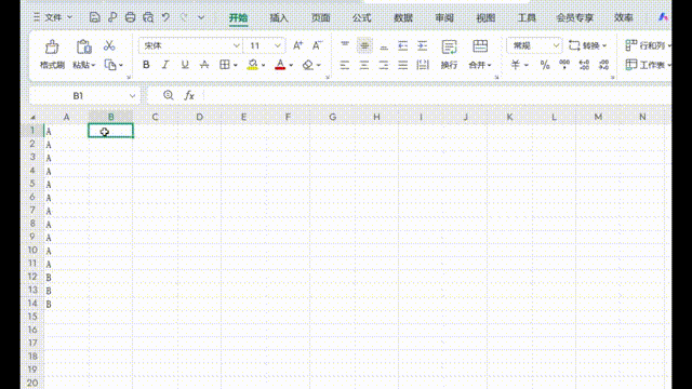 文件 开始 插入 页面 公式 数据 审阅 视图 工具 会员专享 效率
宋体 11 A⁺ A⁻ 常规 转换 行和列
格式刷 粘贴 B I U A A 换行 合并 ¥ % 工作表
B1 fx
A B C D E F G H I J K L M N
1 A
2 A
3 A
4 A
5 A
6 A
7 A
8 A
9 A
10 A
11 A
12 B
13 B
14 B
15
16
17
18
19
20